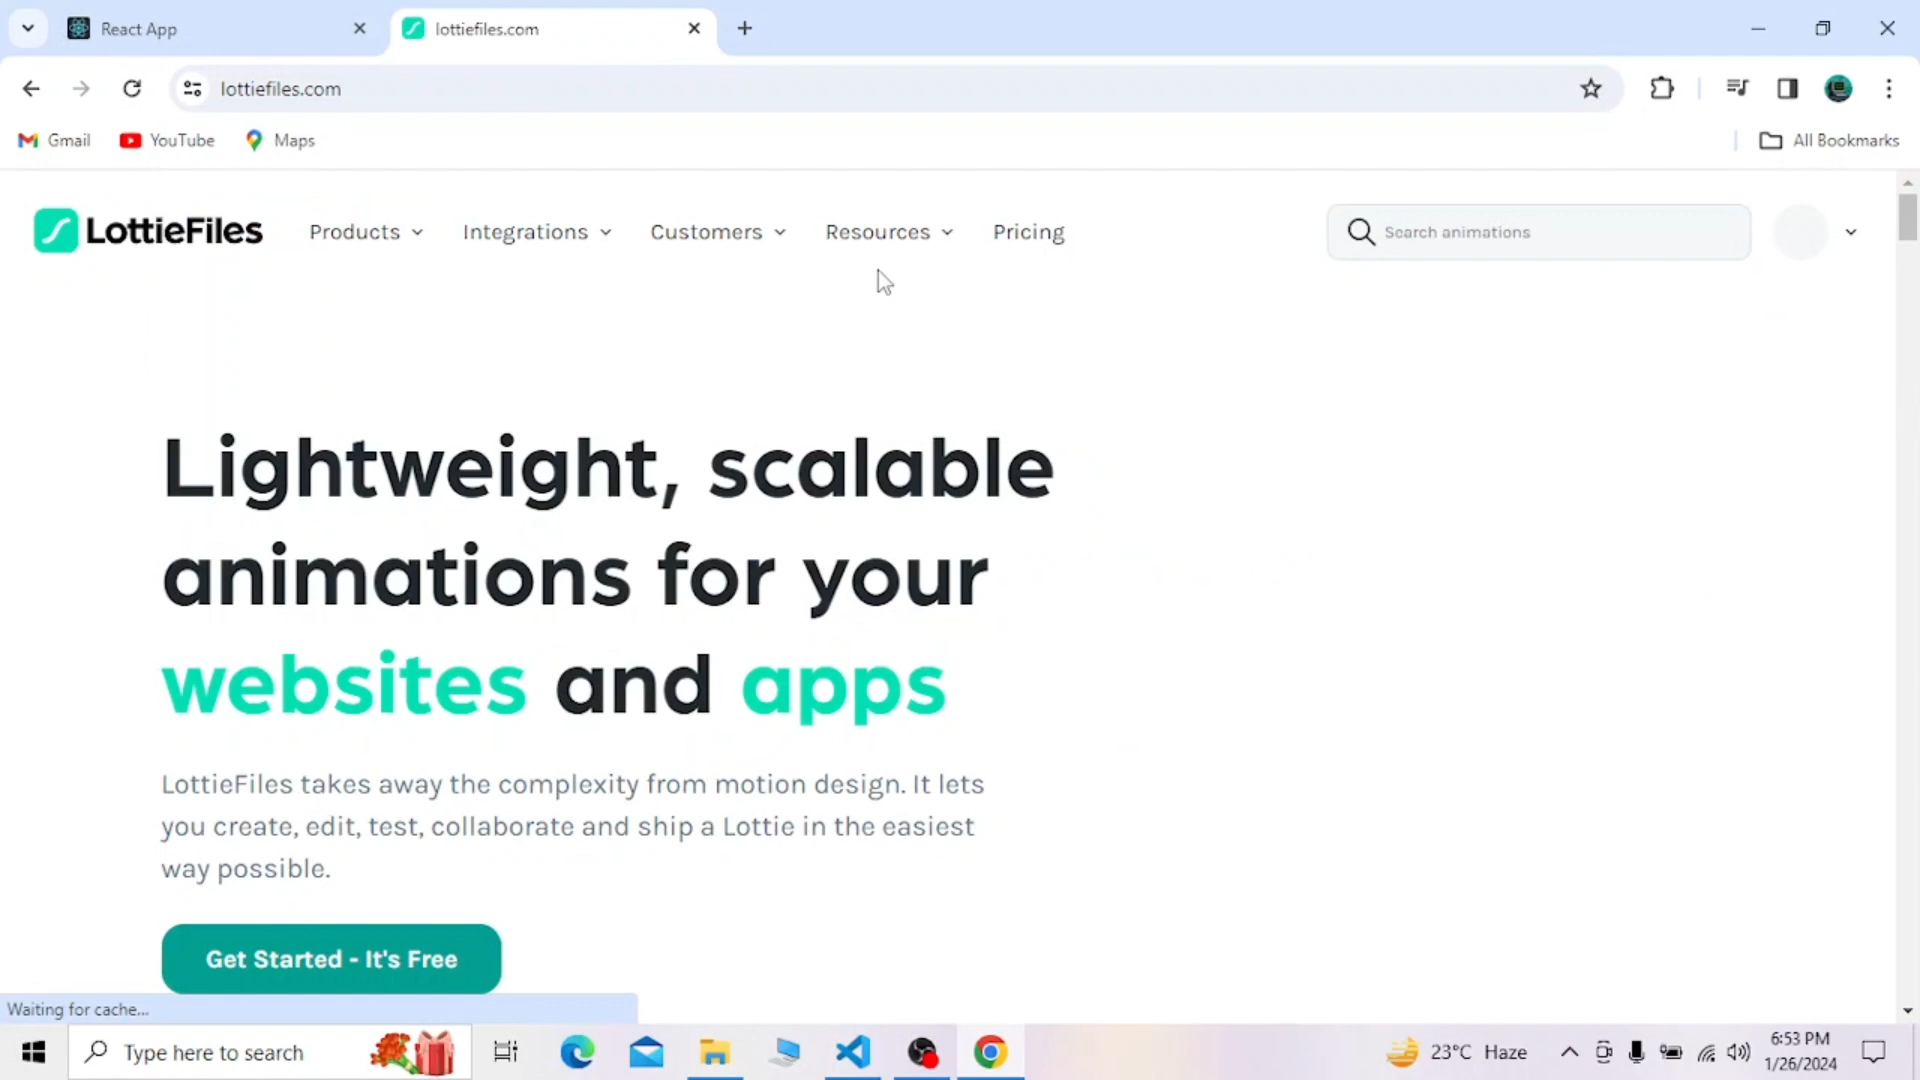 React App
lottiefiles.com
lottiefiles.com
Gmail
YouTube
Maps
All Bookmarks
LottieFiles
Products
Integrations
Customers
Resources
Pricing
Search animations
Lightweight, scalable
animations for your
websites and apps
LottieFiles takes away the complexity from motion design. It lets
you create, edit, test, collaborate and ship a Lottie in the easiest
way possible.
Get Started - It's Free
Waiting for cache...
Type here to search
23°C Haze
6:53 PM
1/26/2024